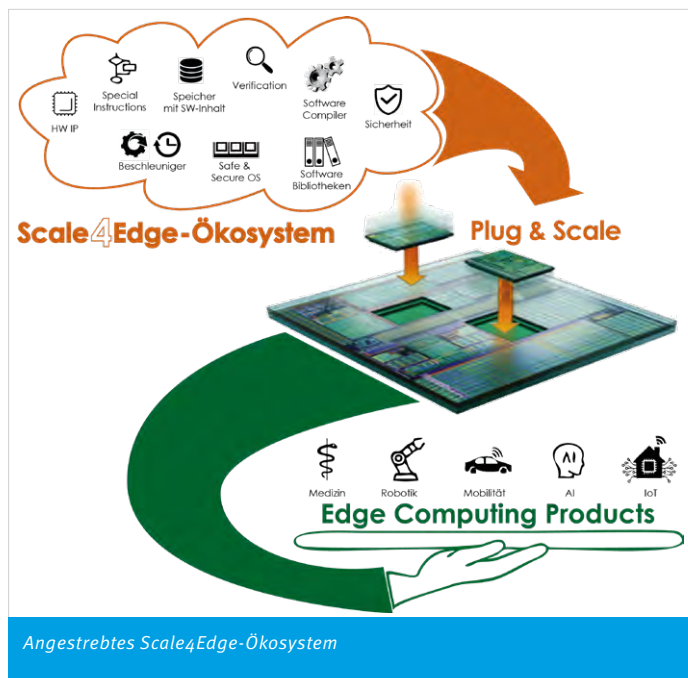 HW IP
Special
Instructions
Speicher
mit SW-Inhalt
Verification
Software
Compiler
Sicherheit
Beschleuniger
Safe &
Secure OS
Software
Bibliotheken
Scale4Edge-Ökosystem
Plug & Scale
Medizin
Robotik
Mobilität
AI
AI
IoT
Edge Computing Products
Angestrebtes Scale4Edge-Ökosystem